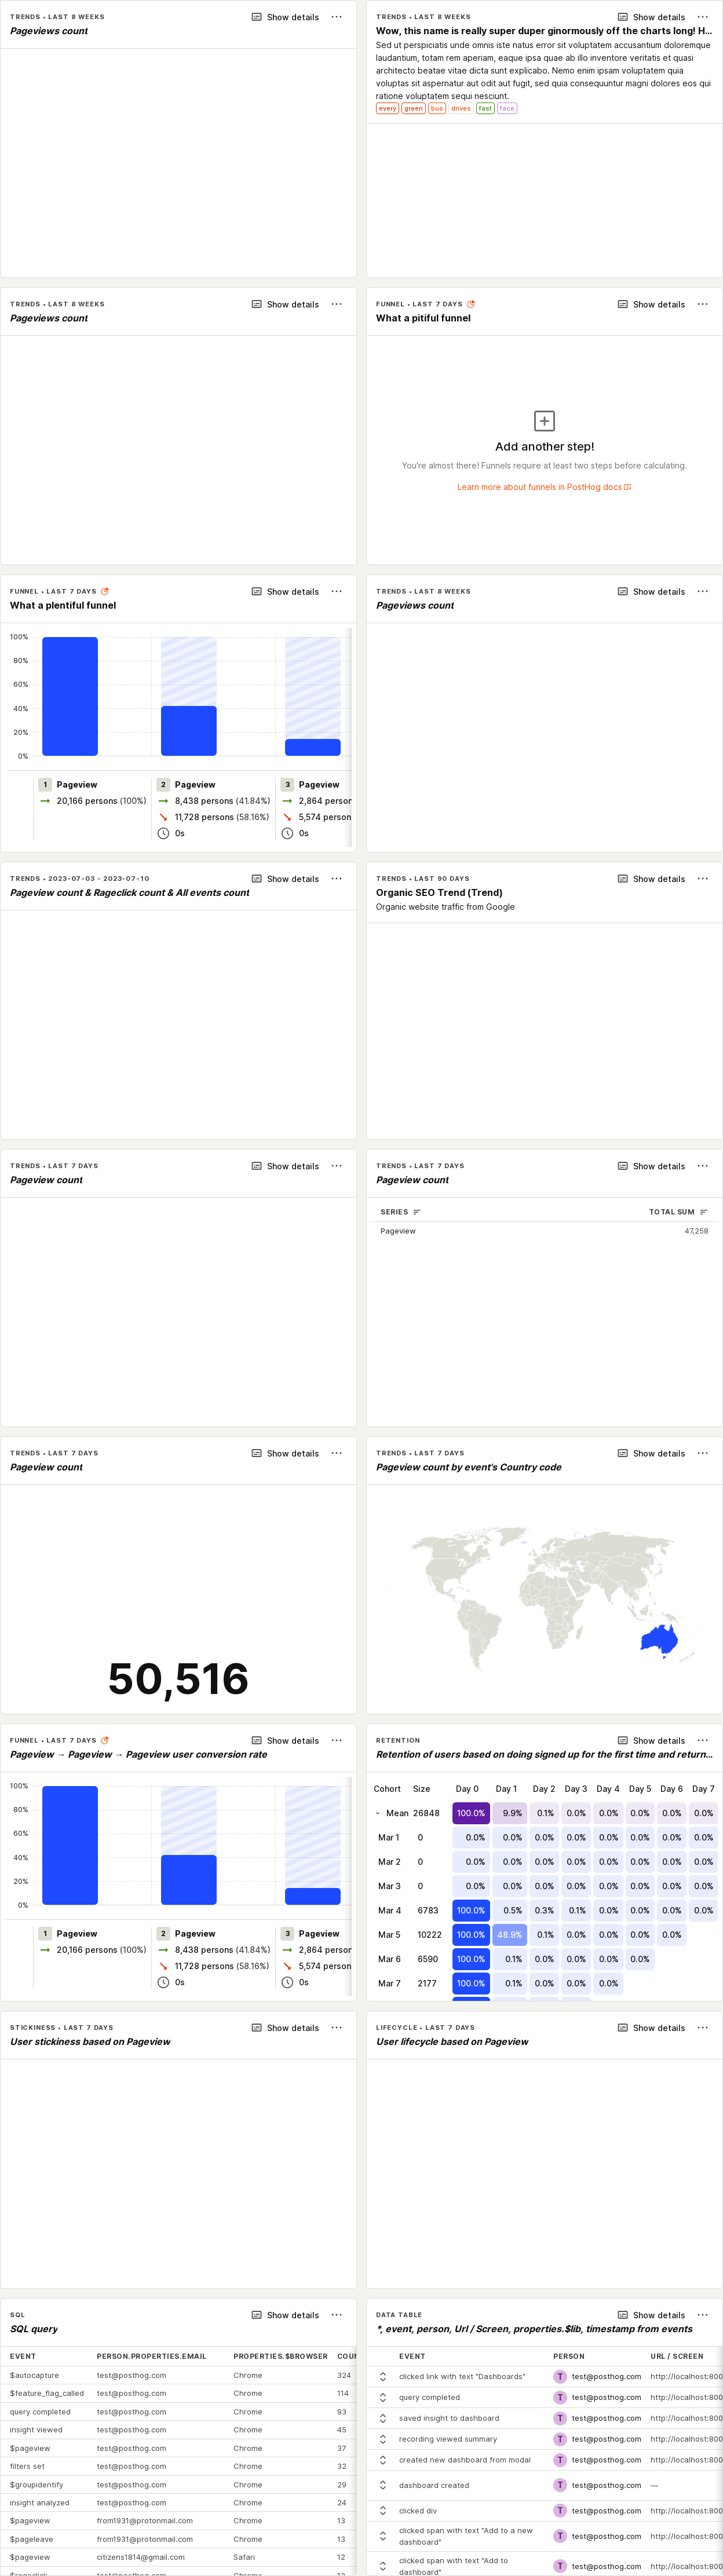 TRENDS • LAST 8 WEEKS
Show details
Pageviews count
TRENDS • LAST 8 WEEKS
Show details
Wow, this name is really super duper ginormously off the charts long! H...
Sed ut perspiciatis unde omnis iste natus error sit voluptatem accusantium doloremque
laudantium, totam rem aperiam, eaque ipsa quae ab illo inventore veritatis et quasi
architecto beatae vitae dicta sunt explicabo. Nemo enim ipsam voluptatem quia
voluptas sit aspernatur aut odit aut fugit, sed quia consequuntur magni dolores eos qui
ratione voluptatem sequi nesciunt.
every green bus drives fast face
TRENDS • LAST 8 WEEKS
Show details
Pageviews count
FUNNEL • LAST 7 DAYS
Show details
What a pitiful funnel
Add another step!
You're almost there! Funnels require at least two steps before calculating.
Learn more about funnels in PostHog docs
FUNNEL • LAST 7 DAYS
Show details
What a plentiful funnel
100%
80%
60%
40%
20%
0%
1 Pageview
20,166 persons (100%)
2 Pageview
8,438 persons (41.84%)
11,728 persons (58.16%)
0s
3 Pageview
2,864 person
5,574 person
0s
TRENDS • LAST 8 WEEKS
Show details
Pageviews count
TRENDS • 2023-07-03 - 2023-07-10
Show details
Pageview count & Rageclick count & All events count
TRENDS • LAST 90 DAYS
Show details
Organic SEO Trend (Trend)
Organic website traffic from Google
TRENDS • LAST 7 DAYS
Show details
Pageview count
TRENDS • LAST 7 DAYS
Show details
Pageview count
SERIES TOTAL SUM
Pageview 47,258
TRENDS • LAST 7 DAYS
Show details
Pageview count
50,516
TRENDS • LAST 7 DAYS
Show details
Pageview count by event's Country code
FUNNEL • LAST 7 DAYS
Show details
Pageview → Pageview → Pageview user conversion rate
100%
80%
60%
40%
20%
0%
1 Pageview
20,166 persons (100%)
2 Pageview
8,438 persons (41.84%)
11,728 persons (58.16%)
0s
3 Pageview
2,864 person
5,574 person
0s
RETENTION
Show details
Retention of users based on doing signed up for the first time and return...
Cohort Size Day 0 Day 1 Day 2 Day 3 Day 4 Day 5 Day 6 Day 7
Mean 26848 100.0% 9.9% 0.1% 0.0% 0.0% 0.0% 0.0% 0.0%
Mar 1 0 0.0% 0.0% 0.0% 0.0% 0.0% 0.0% 0.0% 0.0%
Mar 2 0 0.0% 0.0% 0.0% 0.0% 0.0% 0.0% 0.0% 0.0%
Mar 3 0 0.0% 0.0% 0.0% 0.0% 0.0% 0.0% 0.0% 0.0%
Mar 4 6783 100.0% 0.5% 0.3% 0.1% 0.0% 0.0% 0.0% 0.0%
Mar 5 10222 100.0% 48.9% 0.1% 0.0% 0.0% 0.0% 0.0%
Mar 6 6590 100.0% 0.1% 0.0% 0.0% 0.0% 0.0%
Mar 7 2177 100.0% 0.1% 0.0% 0.0% 0.0%
STICKINESS • LAST 7 DAYS
Show details
User stickiness based on Pageview
LIFECYCLE • LAST 7 DAYS
Show details
User lifecycle based on Pageview
SQL
Show details
SQL query
EVENT PERSON.PROPERTIES.EMAIL PROPERTIES.$BROWSER COUN
$autocapture test@posthog.com Chrome 324
$feature_flag_called test@posthog.com Chrome 114
query completed test@posthog.com Chrome 93
insight viewed test@posthog.com Chrome 45
$pageview test@posthog.com Chrome 37
filters set test@posthog.com Chrome 32
$groupidentify test@posthog.com Chrome 29
insight analyzed test@posthog.com Chrome 24
$pageview from1931@protonmail.com Chrome 13
$pageleave from1931@protonmail.com Chrome 13
$pageview citizens1814@gmail.com Safari 12
DATA TABLE
Show details
*, event, person, Url / Screen, properties.$lib, timestamp from events
EVENT PERSON URL / SCREEN
clicked link with text "Dashboards" T test@posthog.com http://localhost:800
query completed T test@posthog.com http://localhost:800
saved insight to dashboard T test@posthog.com http://localhost:800
recording viewed summary T test@posthog.com http://localhost:800
created new dashboard from modal T test@posthog.com http://localhost:800
dashboard created T test@posthog.com —
clicked div T test@posthog.com http://localhost:800
clicked span with text "Add to a new
dashboard" T test@posthog.com http://localhost:800
clicked span with text "Add to
dashboard" T test@posthog.com http://localhost:800